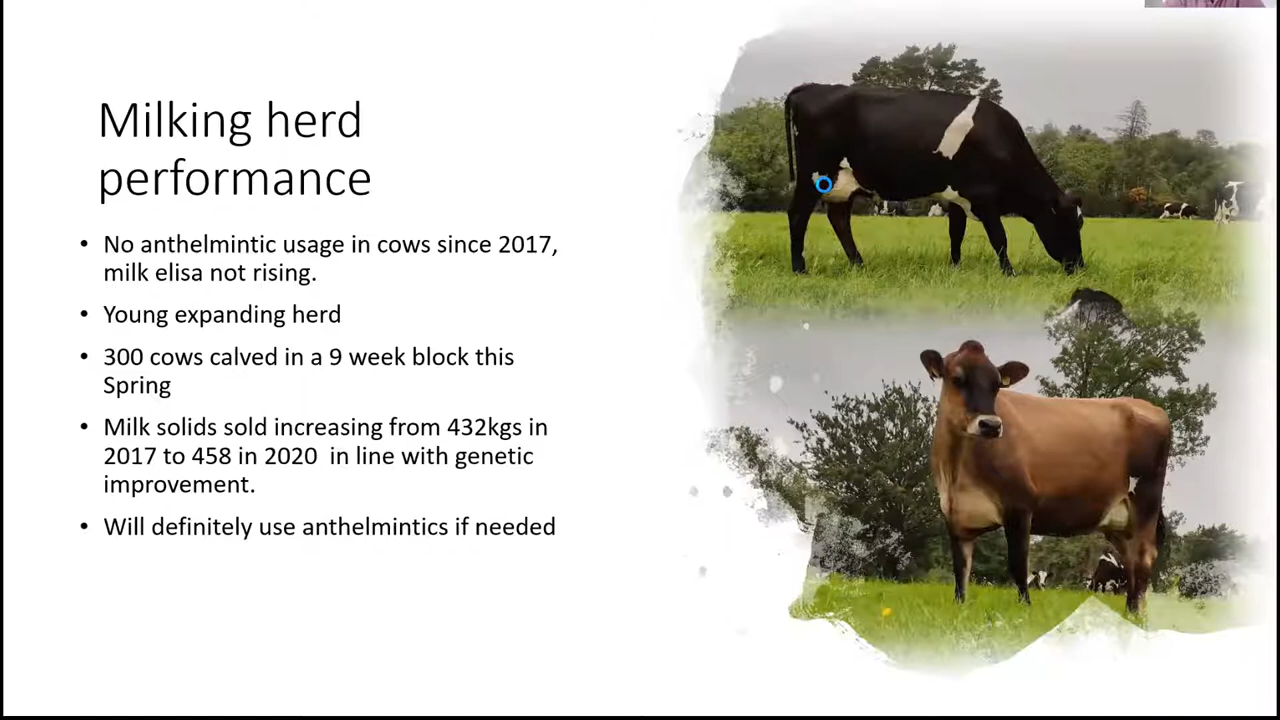 Milking herd
performance
• No anthelmintic usage in cows since 2017,
milk elisa not rising.
• Young expanding herd
• 300 cows calved in a 9 week block this
Spring
• Milk solids sold increasing from 432kgs in
2017 to 458 in 2020  in line with genetic
improvement.
• Will definitely use anthelmintics if needed